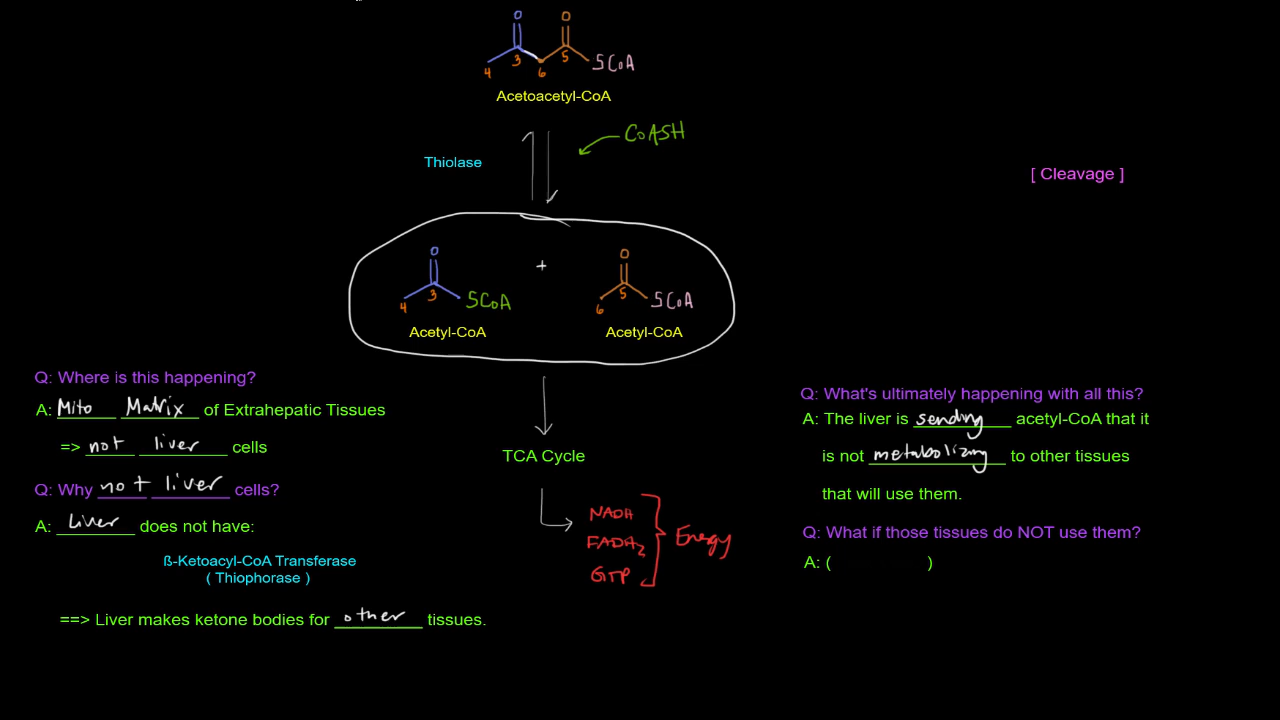 O O
4 3 6 5 SCoA
Acetoacetyl-CoA
CoASH
Thiolase
[ Cleavage ]
O + O
4 3 SCoA 6 5 SCoA
Acetyl-CoA Acetyl-CoA
TCA Cycle
NADH
FADH2
GTP
Energy
Q: Where is this happening?
A: Mito Matrix of Extrahepatic Tissues
=> not liver cells
Q: Why not liver cells?
A: Liver does not have:
ß-Ketoacyl-CoA Transferase
( Thiophorase )
==> Liver makes ketone bodies for other tissues.
Q: What's ultimately happening with all this?
A: The liver is sending acetyl-CoA that it
is not metabolizing to other tissues
that will use them.
Q: What if those tissues do NOT use them?
A: ( )